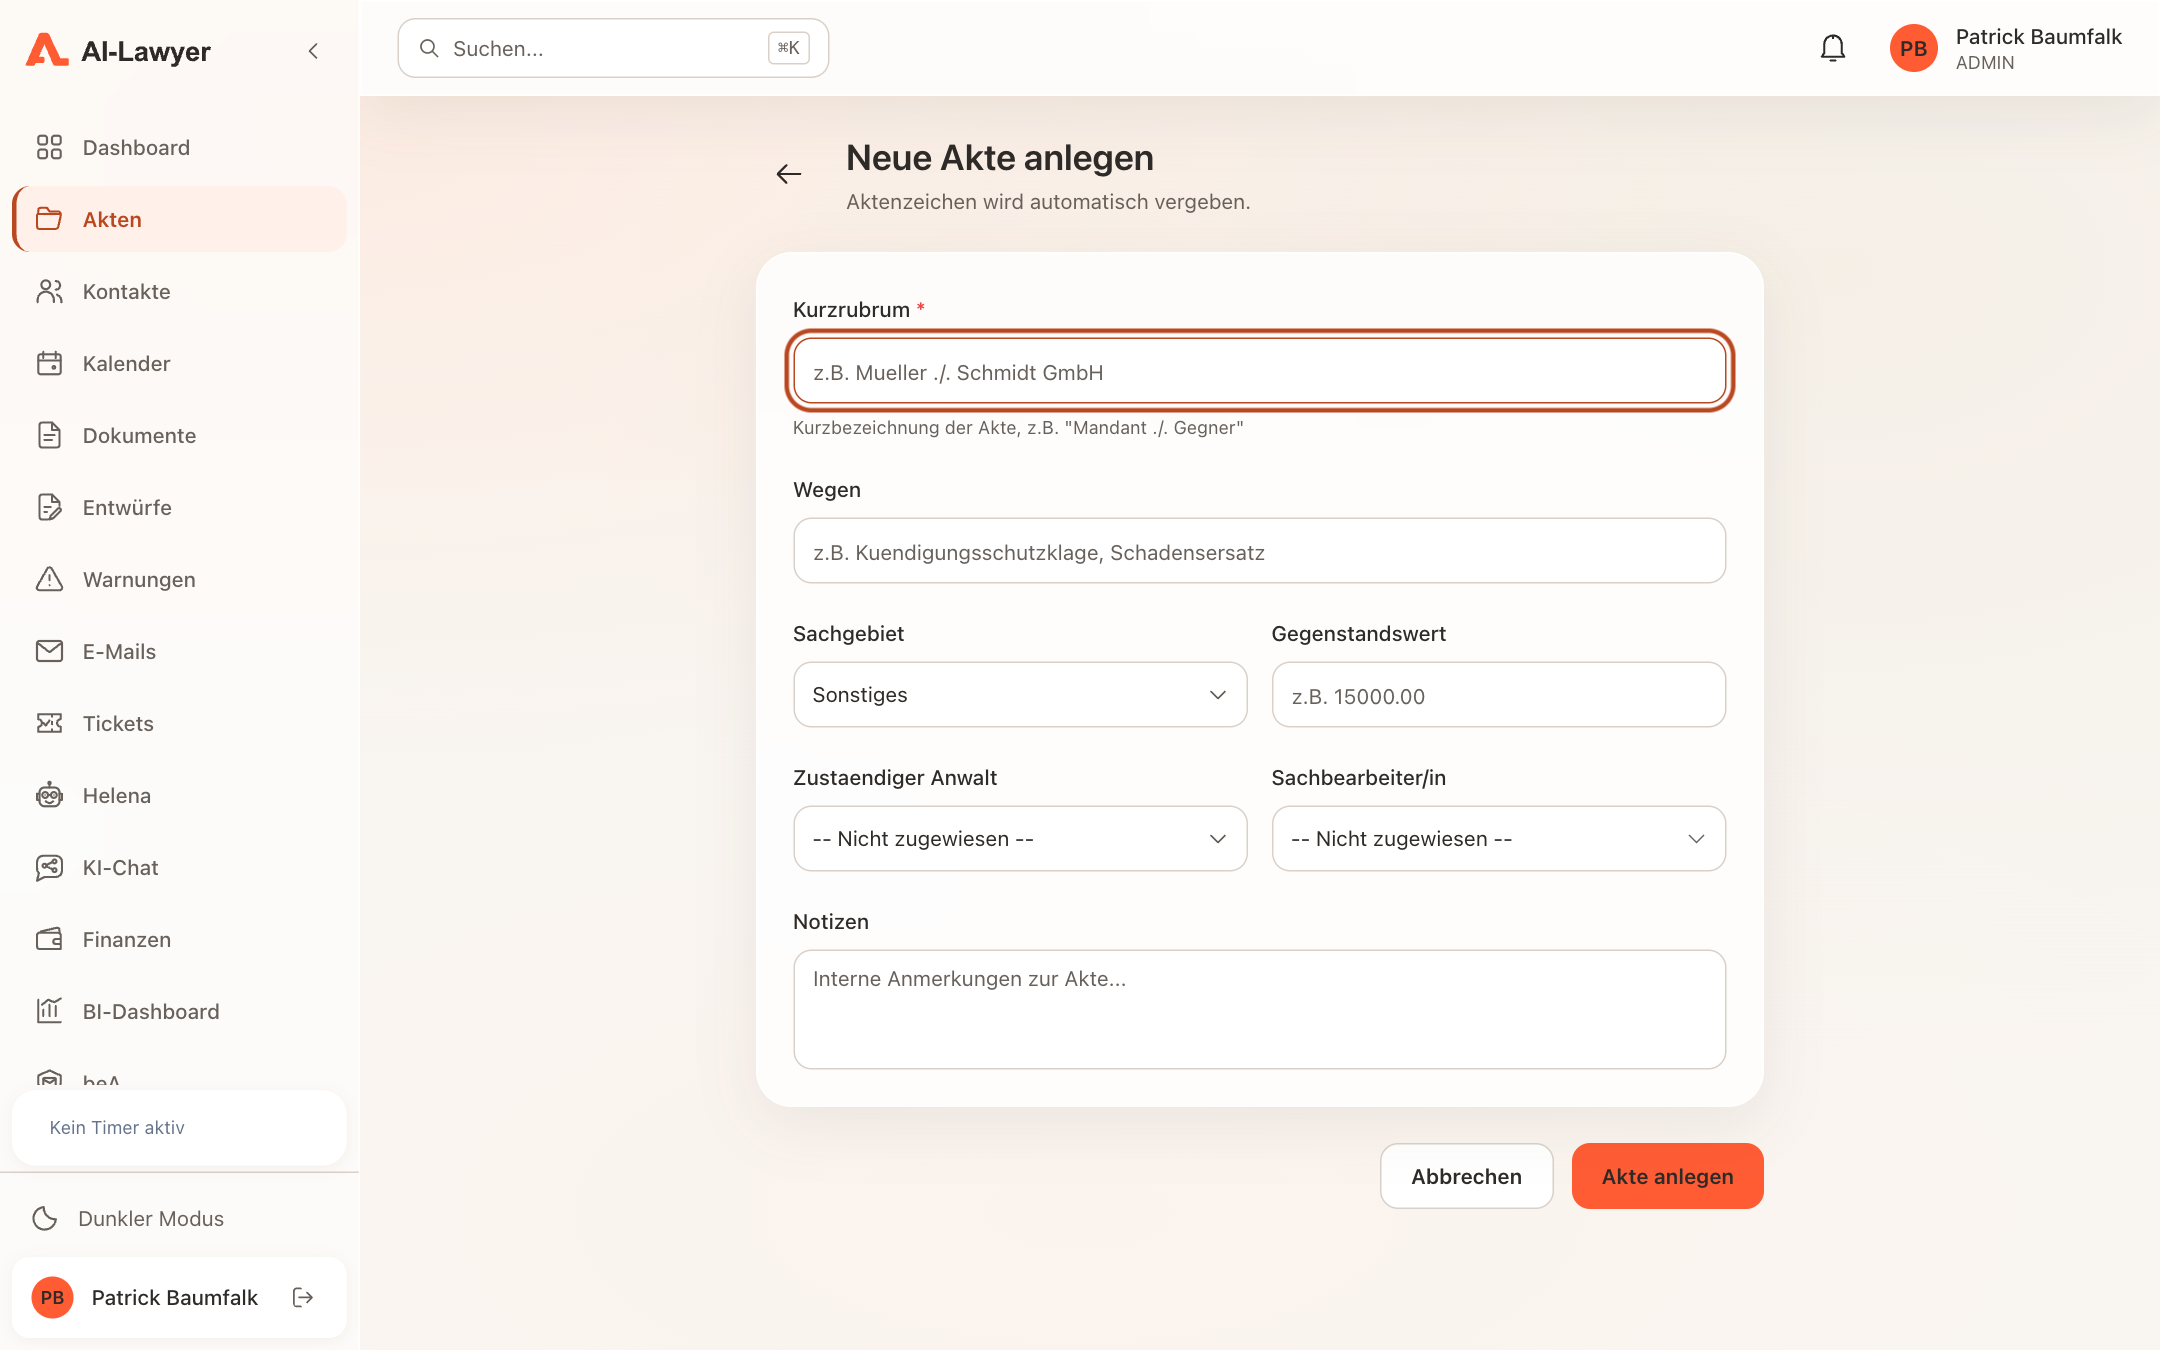 AI-Lawyer
Suchen...
⌘K
PB
Patrick Baumfalk
ADMIN
Dashboard
Akten
Kontakte
Kalender
Dokumente
Entwürfe
Warnungen
E-Mails
Tickets
Helena
KI-Chat
Finanzen
BI-Dashboard
beA
Kein Timer aktiv
Dunkler Modus
PB
Patrick Baumfalk
Neue Akte anlegen
Aktenzeichen wird automatisch vergeben.
Kurzrubrum *
z.B. Mueller ./. Schmidt GmbH
Kurzbezeichnung der Akte, z.B. "Mandant ./. Gegner"
Wegen
z.B. Kuendigungsschutzklage, Schadensersatz
Sachgebiet
Sonstiges
Gegenstandswert
z.B. 15000.00
Zustaendiger Anwalt
-- Nicht zugewiesen --
Sachbearbeiter/in
-- Nicht zugewiesen --
Notizen
Interne Anmerkungen zur Akte...
Abbrechen
Akte anlegen